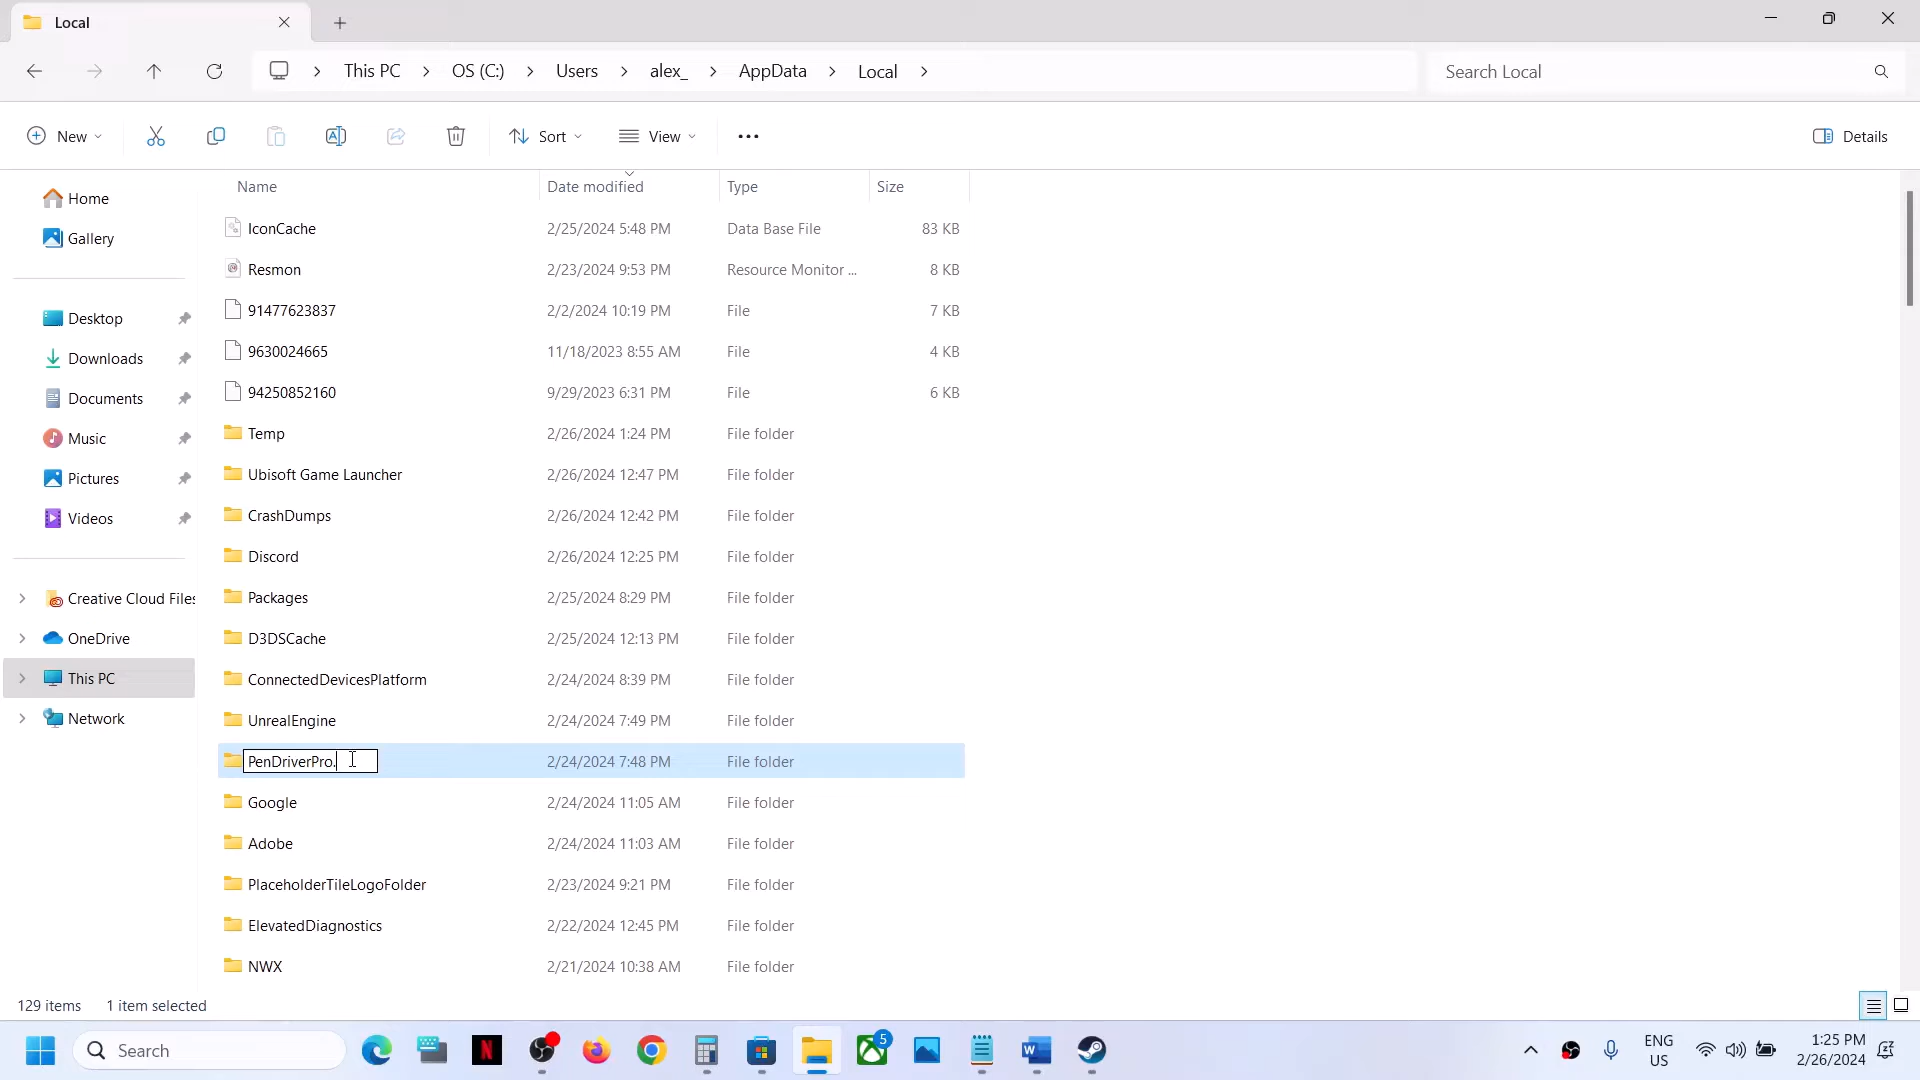 Local
This PC
OS (C:)
Users
alex_
AppData
Local
Search Local
New
Sort
View
Details
Name
Date modified
Type
Size
Home
Gallery
Desktop
Downloads
Documents
Music
Pictures
Videos
Creative Cloud Files
OneDrive
This PC
Network
IconCache 2/25/2024 5:48 PM Data Base File 83 KB
Resmon 2/23/2024 9:53 PM Resource Monitor ... 8 KB
91477623837 2/2/2024 10:19 PM File 7 KB
9630024665 11/18/2023 8:55 AM File 4 KB
94250852160 9/29/2023 6:31 PM File 6 KB
Temp 2/26/2024 1:24 PM File folder
Ubisoft Game Launcher 2/26/2024 12:47 PM File folder
CrashDumps 2/26/2024 12:42 PM File folder
Discord 2/26/2024 12:25 PM File folder
Packages 2/25/2024 8:29 PM File folder
D3DSCache 2/25/2024 12:13 PM File folder
ConnectedDevicesPlatform 2/24/2024 8:39 PM File folder
UnrealEngine 2/24/2024 7:49 PM File folder
PenDriverPro. 2/24/2024 7:48 PM File folder
Google 2/24/2024 11:05 AM File folder
Adobe 2/24/2024 11:03 AM File folder
PlaceholderTileLogoFolder 2/23/2024 9:21 PM File folder
ElevatedDiagnostics 2/22/2024 12:45 PM File folder
NWX 2/21/2024 10:38 AM File folder
129 items 1 item selected
Search
N
5
W
ENG
US
1:25 PM
2/26/2024